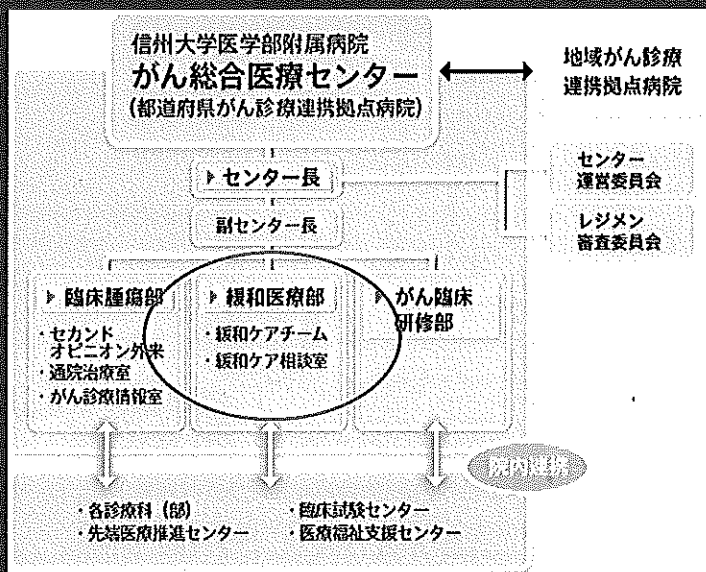 信州大学医学部附属病院
がん総合医療センター
(都道府県がん診療連携拠点病院)
地域がん診療
連携拠点病院
センター長
センター
運営委員会
副センター長
レジメン
審査委員会
臨床腫瘍部
・セカンド
オピニオン外来
・通院治療室
・がん診療情報室
緩和医療部
・緩和ケアチーム
・緩和ケア相談室
がん臨床
研修部
院内連携
・各診療科（部）
・先端医療推進センター
・臨床試験センター
・医療福祉支援センター